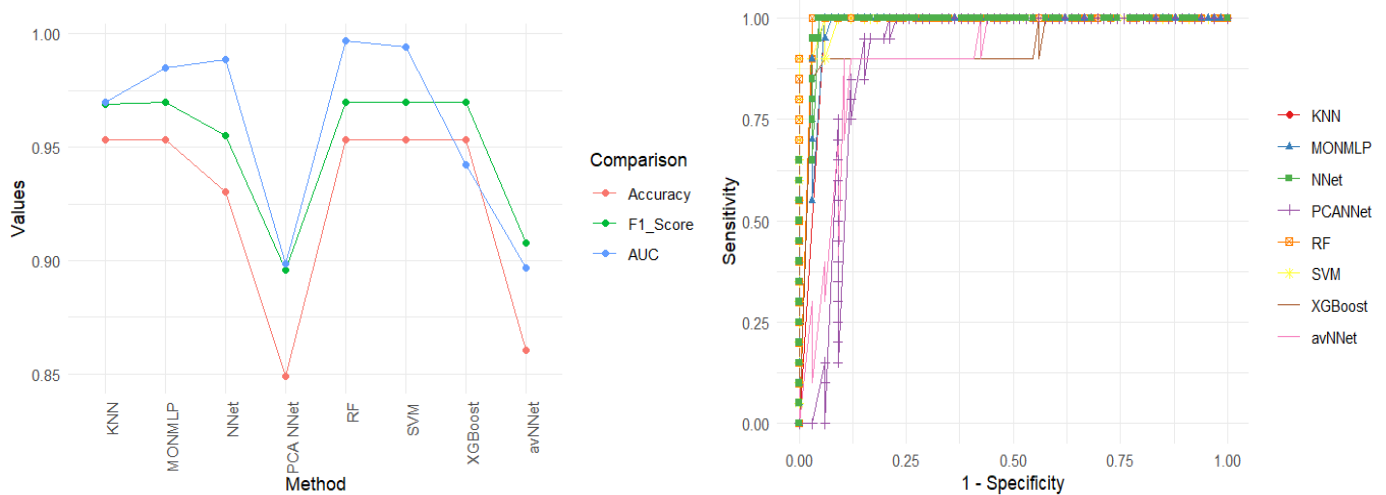 1.00
0.95
0.90
0.85
Values
KNN
MONMLP
NNet
PCA NNet
RF
SVM
XGBoost
avNNet
Method
Comparison
Accuracy
F1_Score
AUC
1.00
0.75
0.50
0.25
0.00
Sensitivity
0.00
0.25
0.50
0.75
1.00
1 - Specificity
KNN
MONMLP
NNet
PCANNet
RF
SVM
XGBoost
avNNet